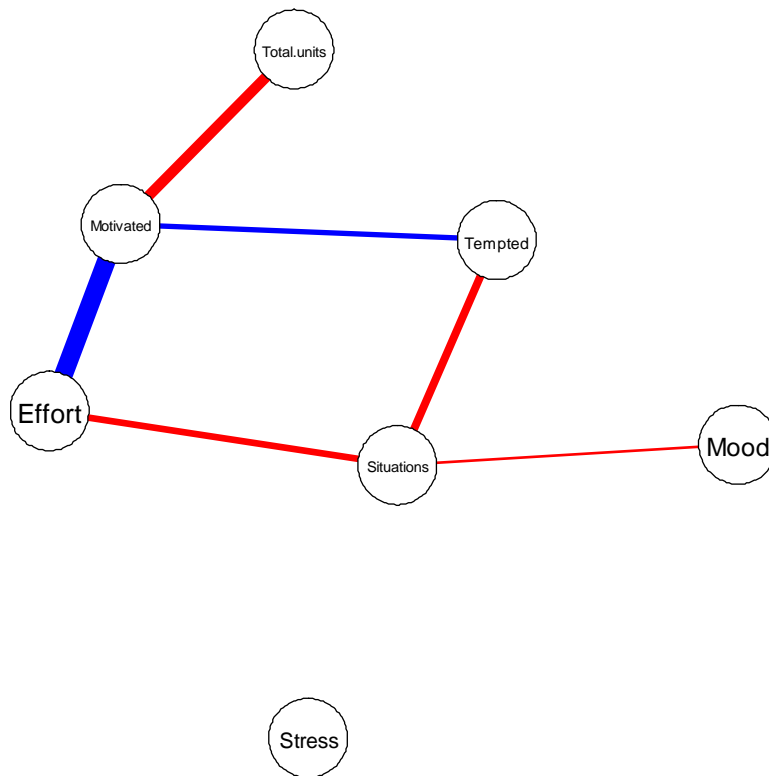 Total.units
Motivated
Tempted
Effort
Situations
Mood
Stress